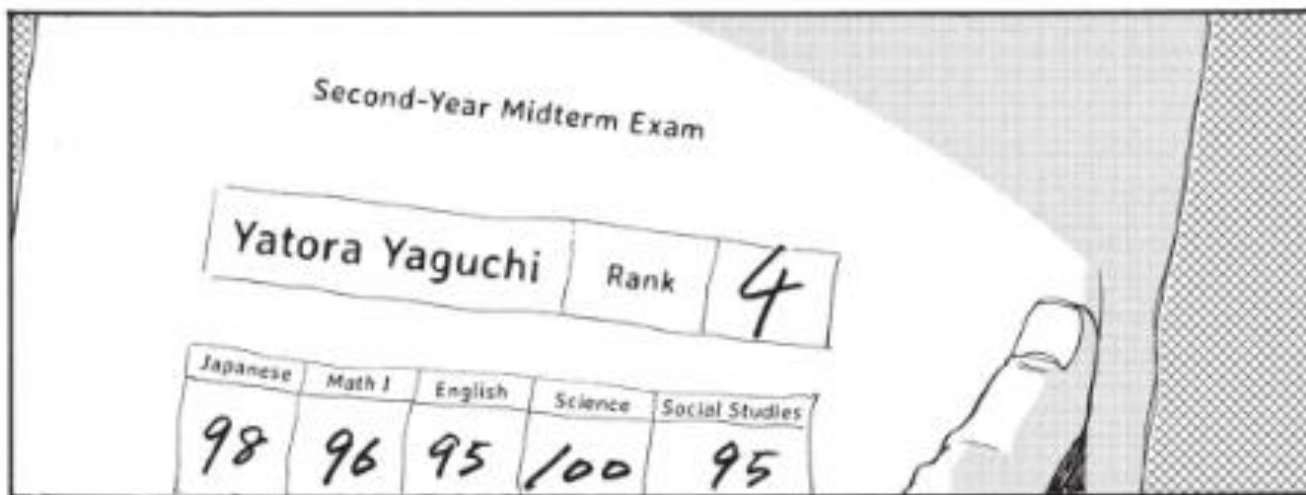 Second-Year Midterm Exam
Yatora Yaguchi Rank 4
Japanese Math I English Science Social Studies
98 96 95 100 95